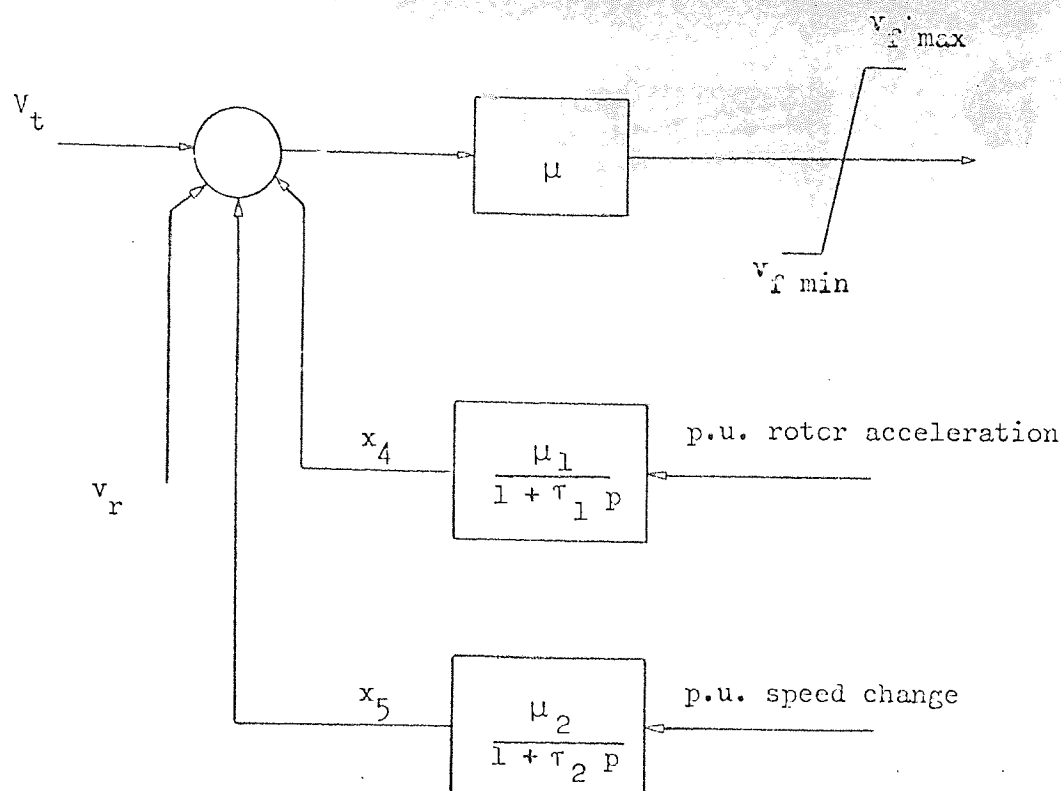 v_f max
V_t
μ
v_f min
p.u. rotor acceleration
x_4
μ_1
1 + τ_1 p
v_r
p.u. speed change
x_5
μ_2
1 + τ_2 p